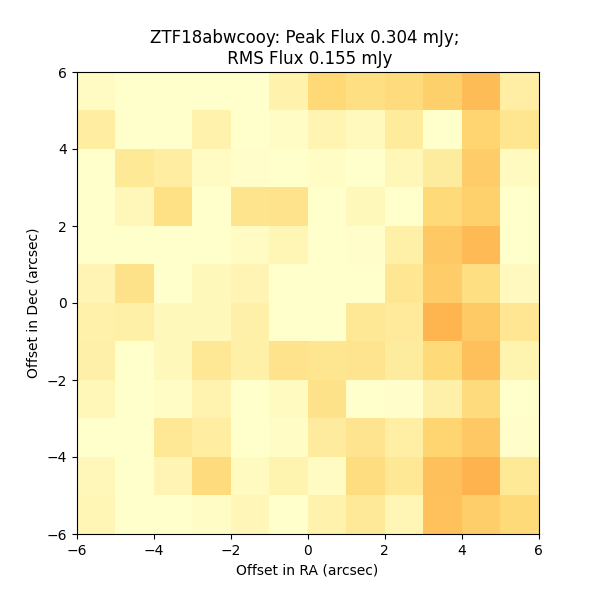 ZTF18abwcooy: Peak Flux 0.304 mJy;
RMS Flux 0.155 mJy
6
4
2
0
−2
−4
−6
Offset in Dec (arcsec)
−6 −4 −2 0 2 4 6
Offset in RA (arcsec)